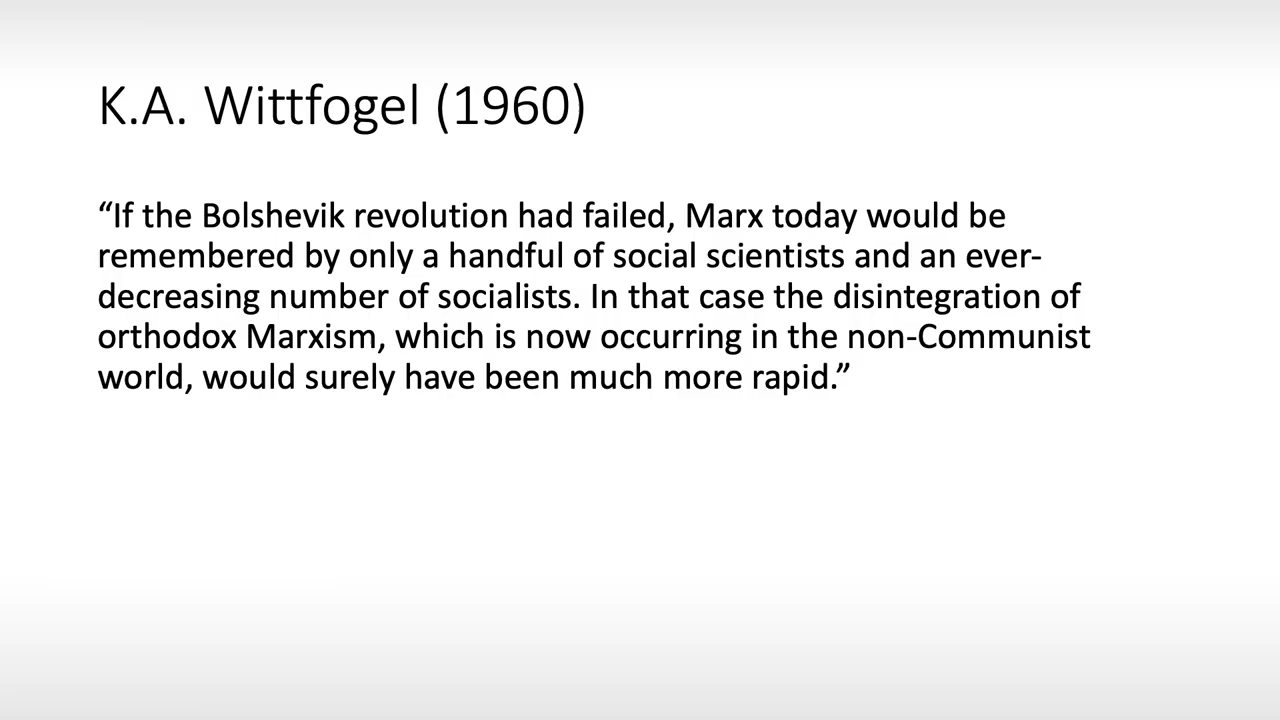 K.A. Wittfogel (1960)
“If the Bolshevik revolution had failed, Marx today would be
remembered by only a handful of social scientists and an ever-
decreasing number of socialists. In that case the disintegration of
orthodox Marxism, which is now occurring in the non-Communist
world, would surely have been much more rapid.”